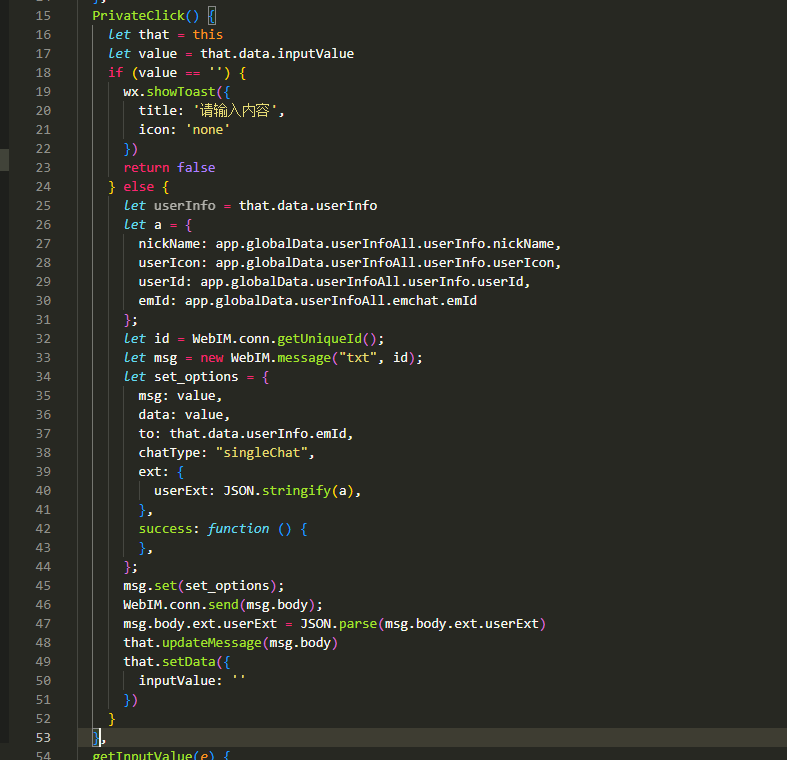 15 PrivateClick() {
16 let that = this
17 let value = that.data.inputValue
18 if (value == '') {
19 wx.showToast({
20 title: '请输入内容',
21 icon: 'none'
22 })
23 return false
24 } else {
25 let userInfo = that.data.userInfo
26 let a = {
27 nickName: app.globalData.userInfoAll.userInfo.nickName,
28 userIcon: app.globalData.userInfoAll.userInfo.userIcon,
29 userId: app.globalData.userInfoAll.userInfo.userId,
30 emId: app.globalData.userInfoAll.emchat.emId
31 };
32 let id = WebIM.conn.getUniqueId();
33 let msg = new WebIM.message("txt", id);
34 let set_options = {
35 msg: value,
36 data: value,
37 to: that.data.userInfo.emId,
38 chatType: "singleChat",
39 ext: {
40 userExt: JSON.stringify(a),
41 },
42 success: function () {
43 },
44 };
45 msg.set(set_options);
46 WebIM.conn.send(msg.body);
47 msg.body.ext.userExt = JSON.parse(msg.body.ext.userExt)
48 that.updateMessage(msg.body)
49 that.setData({
50 inputValue: ''
51 })
52 }
53 },
54 getInputValue(e) {